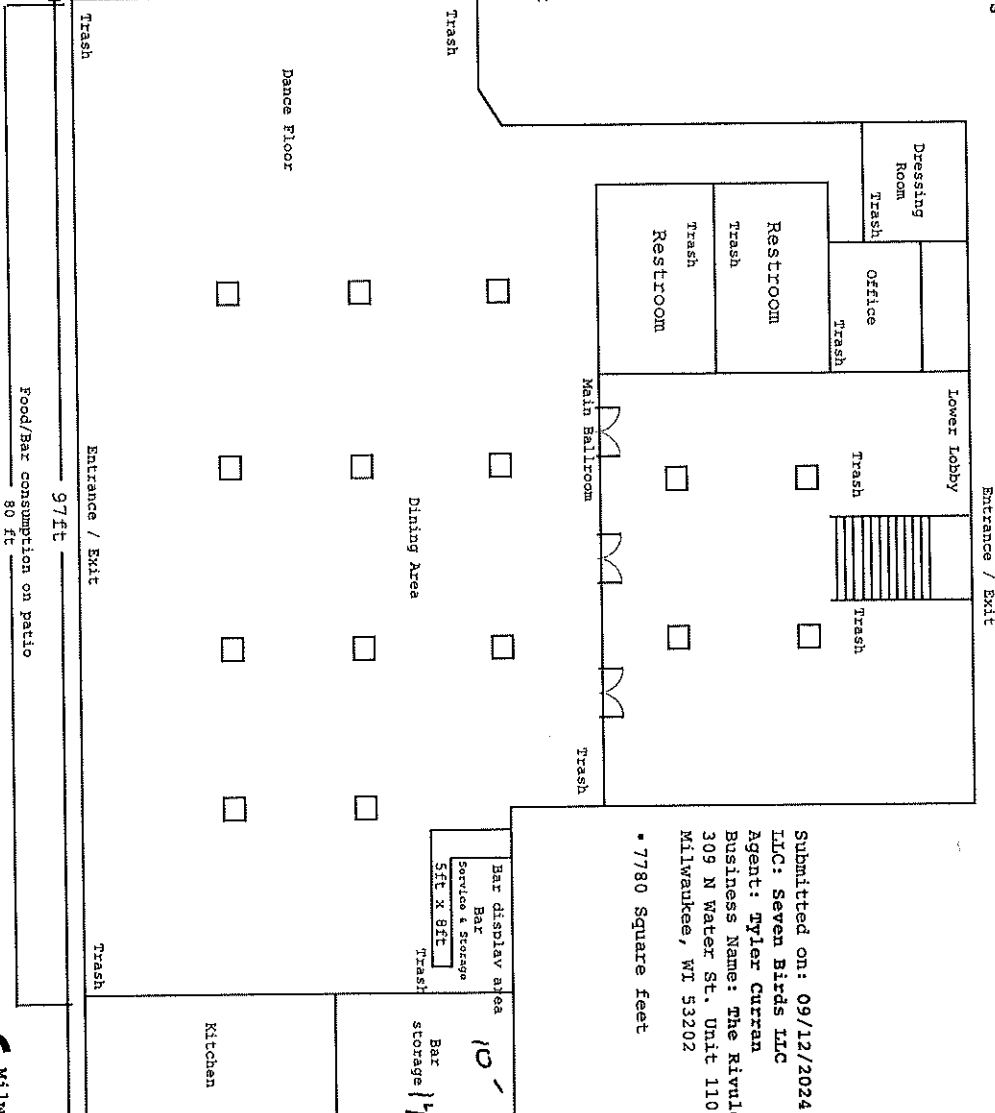 Entrance / Exit
Dressing
Room
Trash
Office
Trash
Lower Lobby
Trash
Trash
Restroom
Trash
Trash
Restroom
Submitted on: 09/12/2024
LLC: Seven Birds LLC
Agent: Tyler Curran
Business Name: The
309 N Water St. Unit 110
Milwaukee, WI 53202
• 7780 Square feet
Main Ballroom
Trash
Trash
Dance Floor
Dining Area
Bar display area
Bar
Service & Storage
5ft x 8ft
Trash
10'
Bar
storage
Kitchen
Trash
Entrance / Exit
Trash
97ft
Food/Bar consumption on patio
80 ft